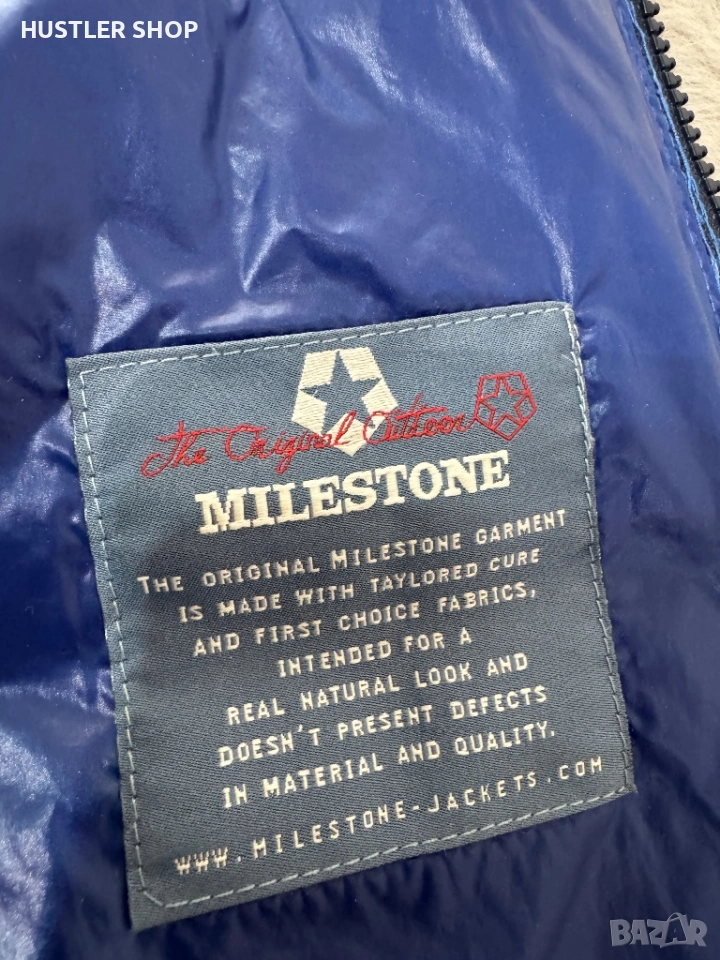 HUSTLER SHOP
The Original Outdoor
MILESTONE
THE ORIGINAL MILESTONE GARMENT
IS MADE WITH TAYLORED CURE
AND FIRST CHOICE FABRICS,
INTENDED FOR A
REAL NATURAL LOOK AND
DOESN'T PRESENT DEFECTS
IN MATERIAL AND QUALITY.
WWW.MILESTONE-JACKETS.COM
BAZAR